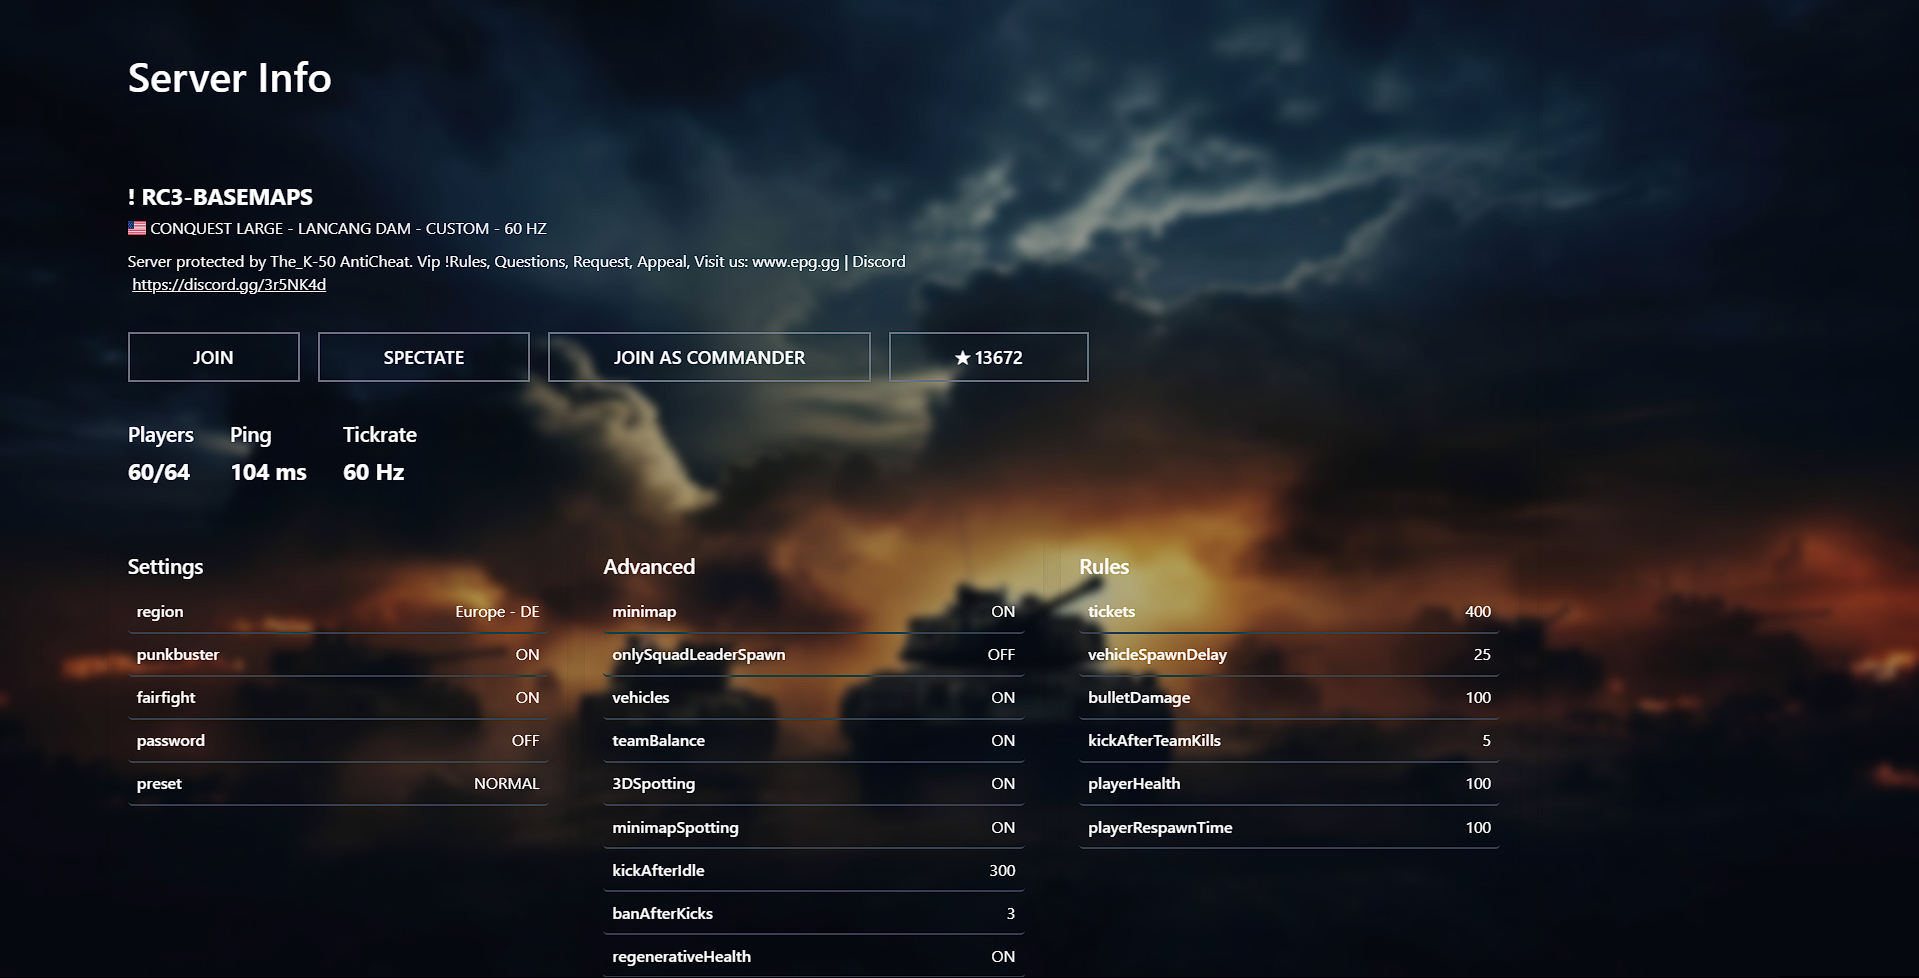 Server Info
! RC3-BASEMAPS
CONQUEST LARGE - LANCANG DAM - CUSTOM - 60 HZ
Server protected by The_K-50 AntiCheat. Vip !Rules, Questions, Request, Appeal, Visit us: www.epg.gg | Discord
https://discord.gg/3r5NK4d
JOIN SPECTATE JOIN AS COMMANDER ★ 13672
Players Ping Tickrate
60/64 104 ms 60 Hz
Settings
region Europe - DE
punkbuster ON
fairfight ON
password OFF
preset NORMAL
Advanced
minimap ON
onlySquadLeaderSpawn OFF
vehicles ON
teamBalance ON
3DSpotting ON
minimapSpotting ON
kickAfterIdle 300
banAfterKicks 3
regenerativeHealth ON
Rules
tickets 400
vehicleSpawnDelay 25
bulletDamage 100
kickAfterTeamKills 5
playerHealth 100
playerRespawnTime 100